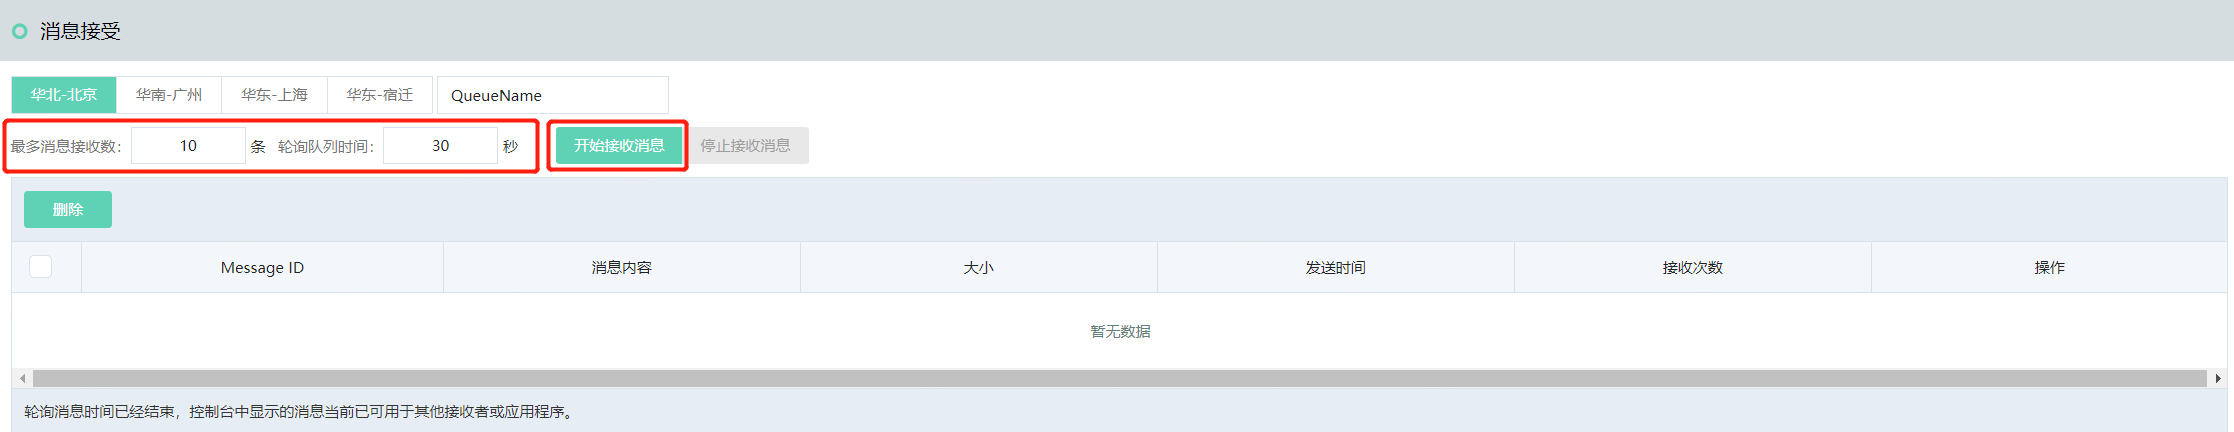 消息接受
华北-北京 华南-广州 华东-上海 华东-宿迁 QueueName
最多消息接收数： 10 条 轮询队列时间： 30 秒 开始接收消息 停止接收消息
删除
Message ID 消息内容 大小 发送时间 接收次数 操作
暂无数据
轮询消息时间已经结束，控制台中显示的消息当前已可用于其他接收者或应用程序。